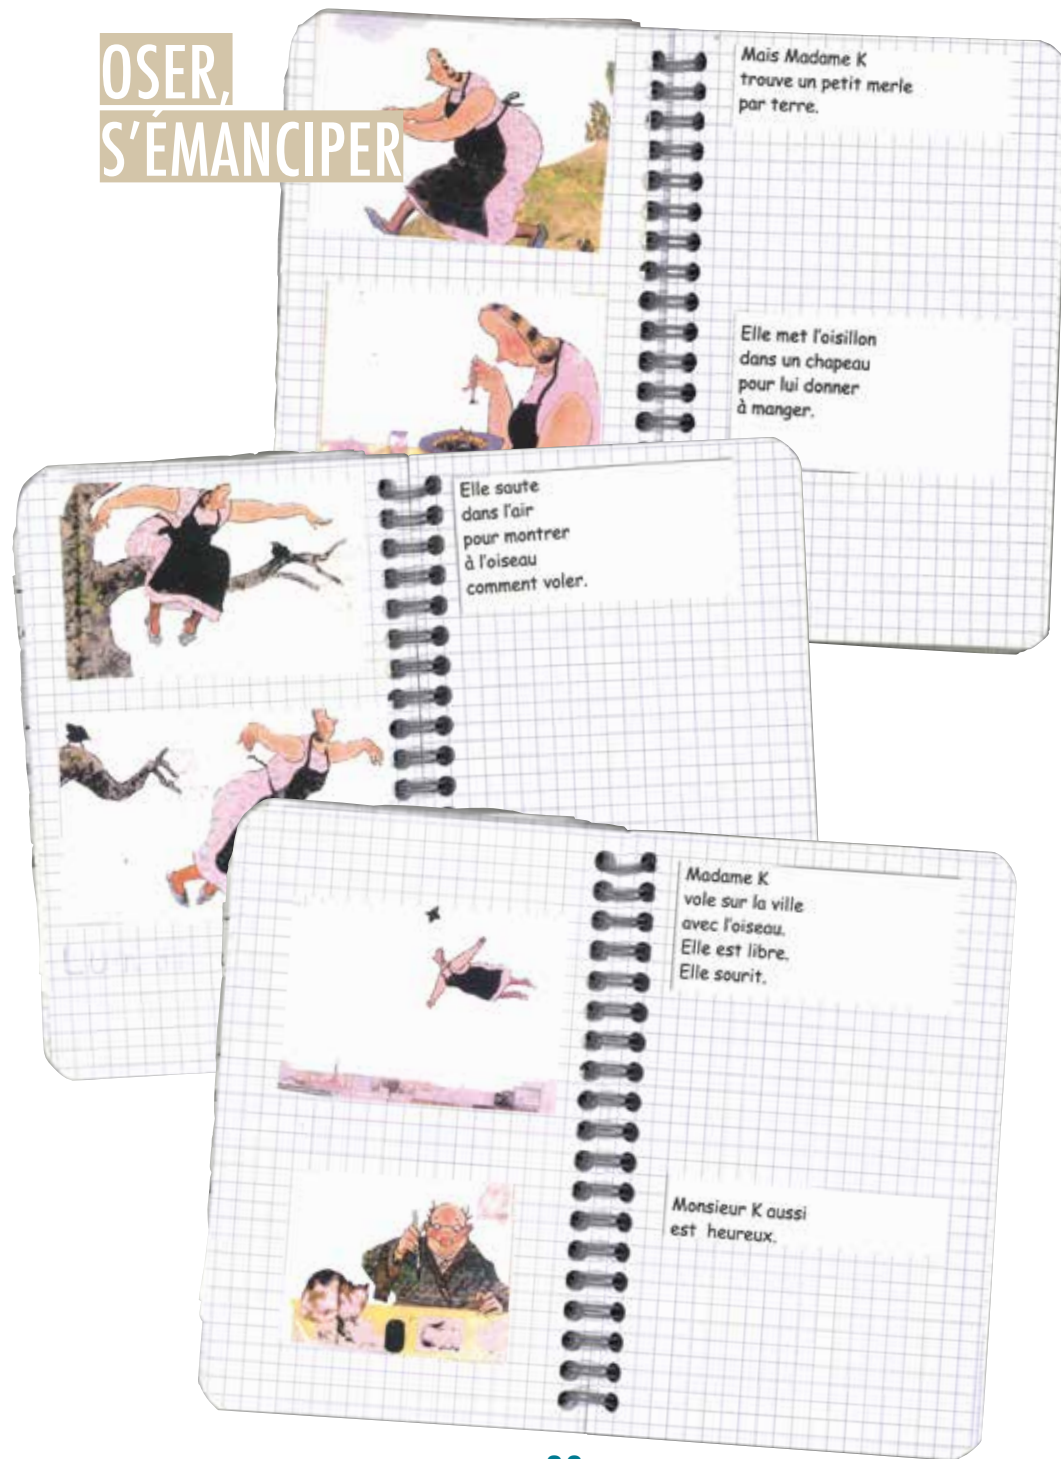 OSER,
S'ÉMANCIPER
Mais Madame K
trouve un petit merle
par terre.
Elle met l'oisillon
dans un chapeau
pour lui donner
à manger.
Elle saute
dans l'air
pour montrer
à l'oiseau
comment voler.
Madame K
vole sur la ville
avec l'oiseau.
Elle est libre.
Elle sourit.
Monsieur K aussi
est heureux.